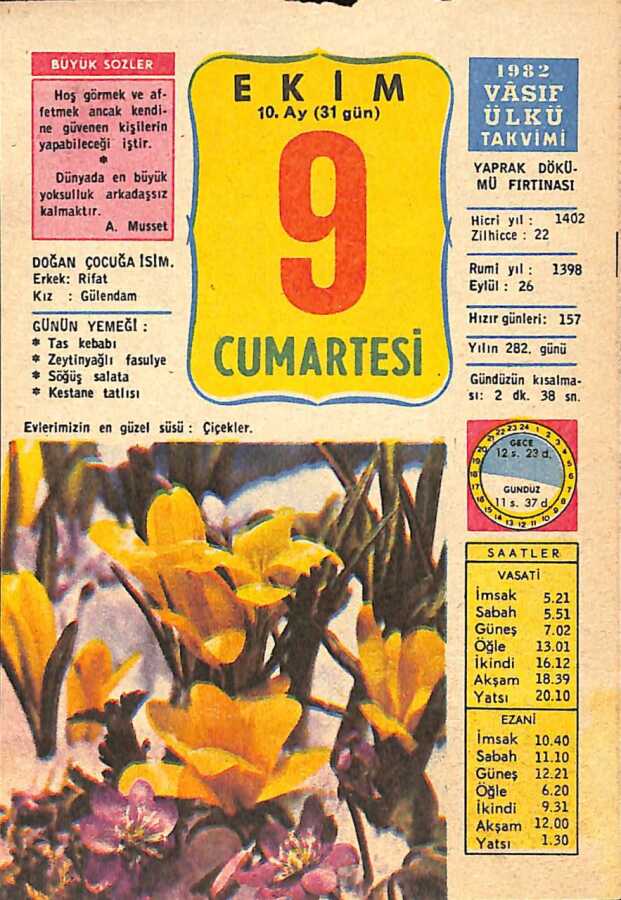 BÜYÜK SÖZLER
Hoş görmek ve af-
fetmek ancak kendi-
ne güvenen kişilerin
yapabileceği iştir.
*
Dünyada en büyük
yoksulluk arkadaşsız
kalmaktır.
A. Musset
DOĞAN ÇOCUĞA İSİM.
Erkek: Rifat
Kız : Gülendam
GÜNÜN YEMEĞİ :
* Tas kebabı
* Zeytinyağlı fasulye
* Söğüş salata
* Kestane tatlısı
EKİM
10. Ay (31 gün)
9
CUMARTESİ
1982
VÂSIF
ÜLKÜ
TAKVİMİ
YAPRAK DÖKÜ-
MÜ FIRTINASI
Hicri yıl : 1402
Zilhicce : 22
Rumi yıl : 1398
Eylül : 26
Hızır günleri: 157
Yılın 282. günü
Gündüzün kısalma-
sı: 2 dk. 38 sn.
Evlerimizin en güzel süsü : Çiçekler.
22 23 24 1 2
GECE
12 s. 23 d.
GÜNDÜZ
11 s. 37 d.
SAATLER
VASATİ
İmsak 5.21
Sabah 5.51
Güneş 7.02
Öğle 13.01
İkindi 16.12
Akşam 18.39
Yatsı 20.10
EZANİ
İmsak 10.40
Sabah 11.10
Güneş 12.21
Öğle 6.20
İkindi 9.31
Akşam 12.00
Yatsı 1.30